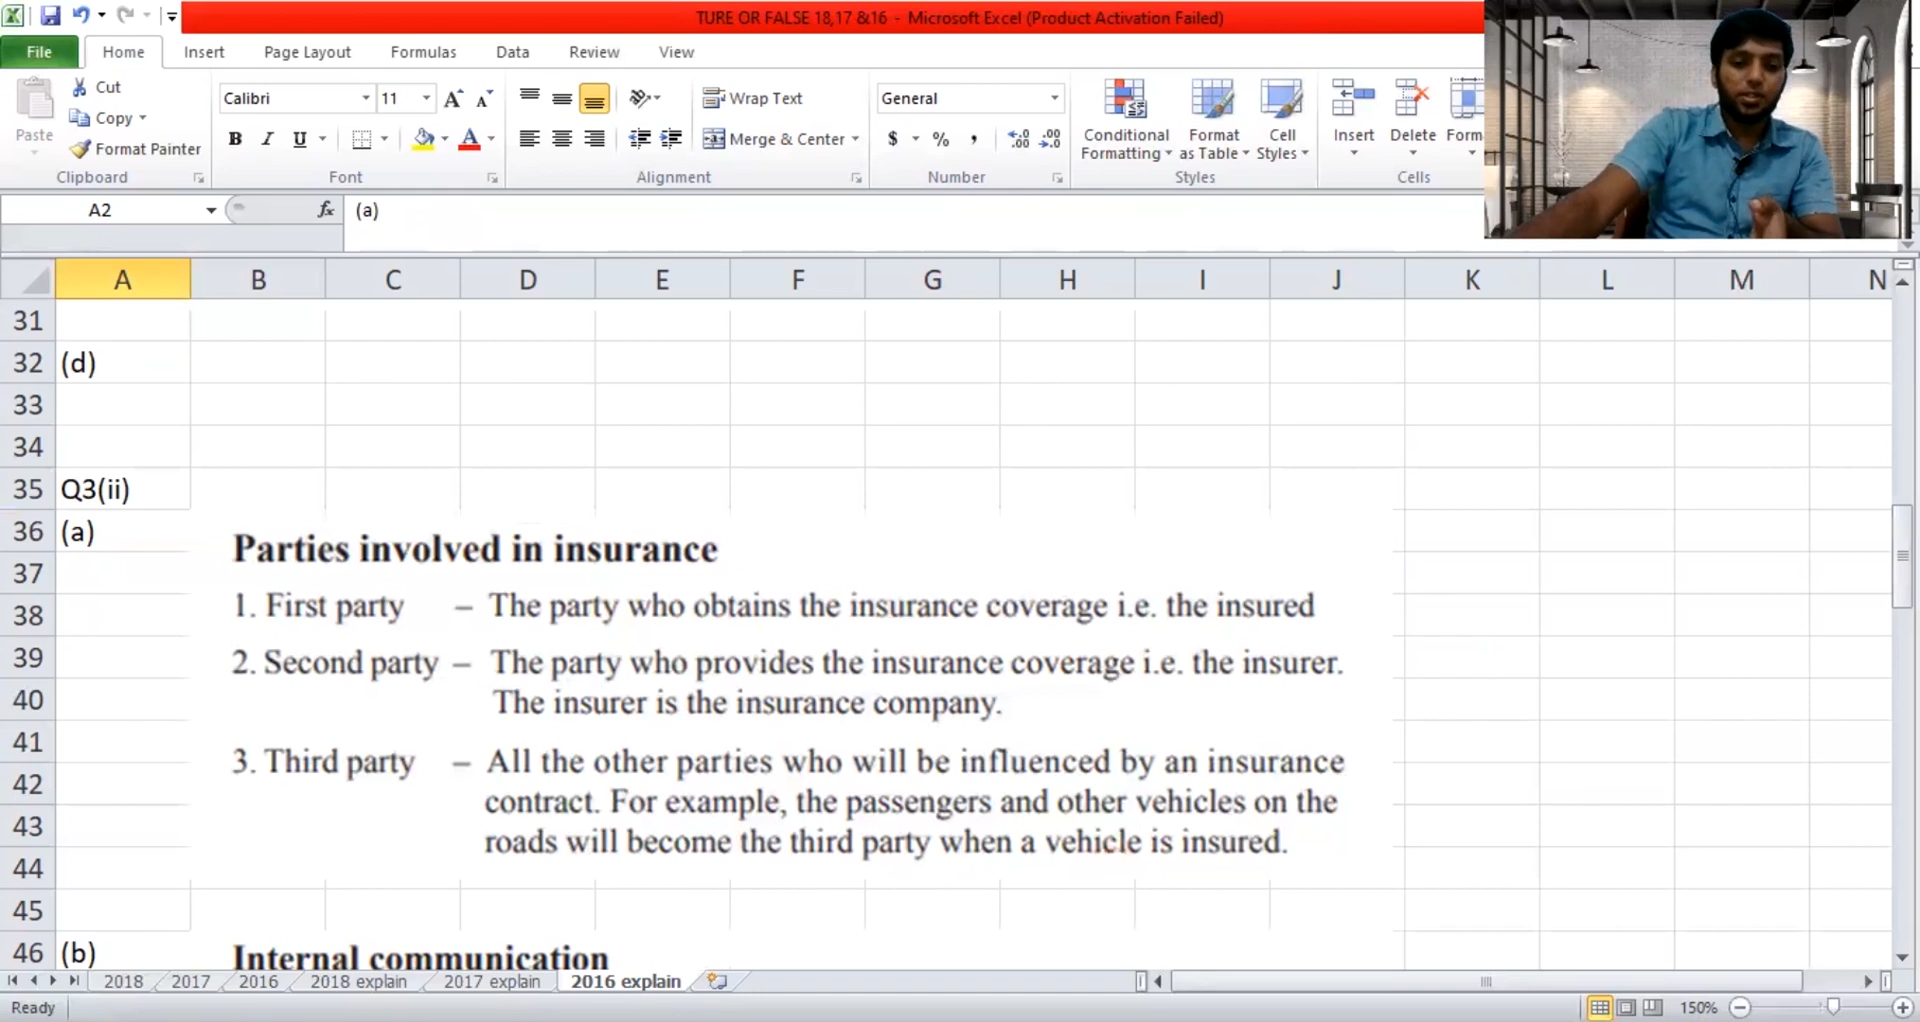 TURE OR FALSE 18,17 &16 - Microsoft Excel (Product Activation Failed)
File Home Insert Page Layout Formulas Data Review View
Cut
Copy
Format Painter
Paste
Clipboard
Calibri 11
B I U
Font
Wrap Text
Merge & Center
Alignment
General
$ % ,
Number
Conditional Formatting
Format as Table
Cell Styles
Styles
Insert Delete Form
Cells
A2 fx (a)
A B C D E F G H I J K L M N
31
32 (d)
33
34
35 Q3(ii)
36 (a)
37
38
39
40
41
42
43
44
45
46 (b)
Parties involved in insurance
1. First party – The party who obtains the insurance coverage i.e. the insured
2. Second party – The party who provides the insurance coverage i.e. the insurer.
The insurer is the insurance company.
3. Third party – All the other parties who will be influenced by an insurance
contract. For example, the passengers and other vehicles on the
roads will become the third party when a vehicle is insured.
Internal communication
2018 2017 2016 2018 explain 2017 explain 2016 explain
Ready 150%